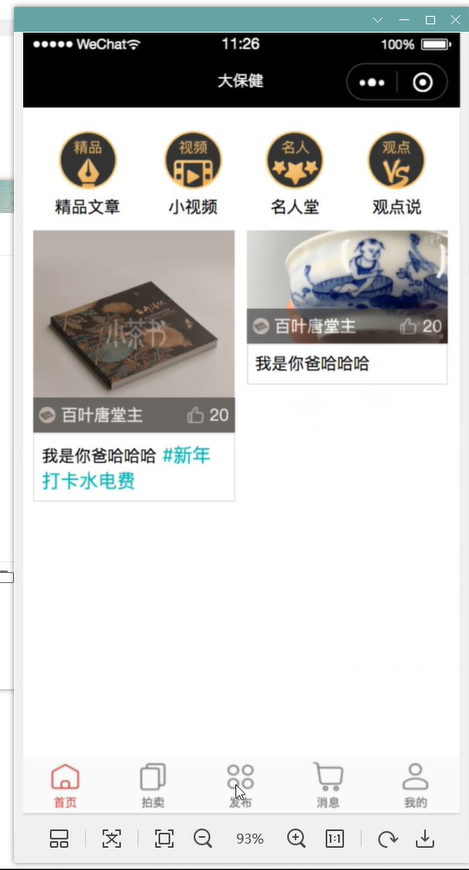 WeChat
11:26
100%
大保健
精品
视频
名人
观点
VS
精品文章
小视频
名人堂
观点说
小茶书
百叶唐堂主
20
我是你爸哈哈哈 #新年
打卡水电费
百叶唐堂主
20
我是你爸哈哈哈
首页
拍卖
发布
消息
我的
93%
1:1